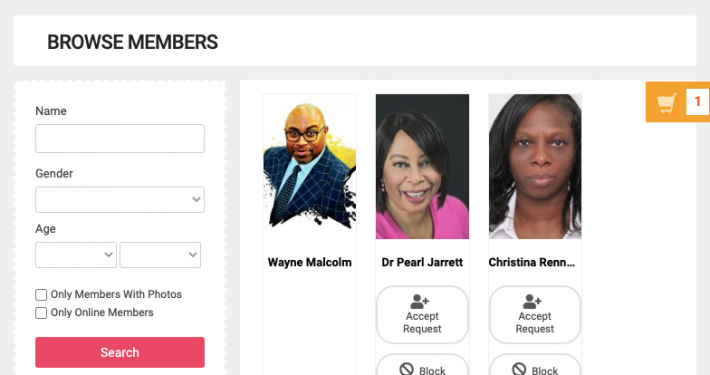 BROWSE MEMBERS
Name
Gender
Age
Only Members With Photos
Only Online Members
Search
1
Wayne Malcolm
Dr Pearl Jarrett
Christina Renn...
Accept
Request
Accept
Request
Block
Block